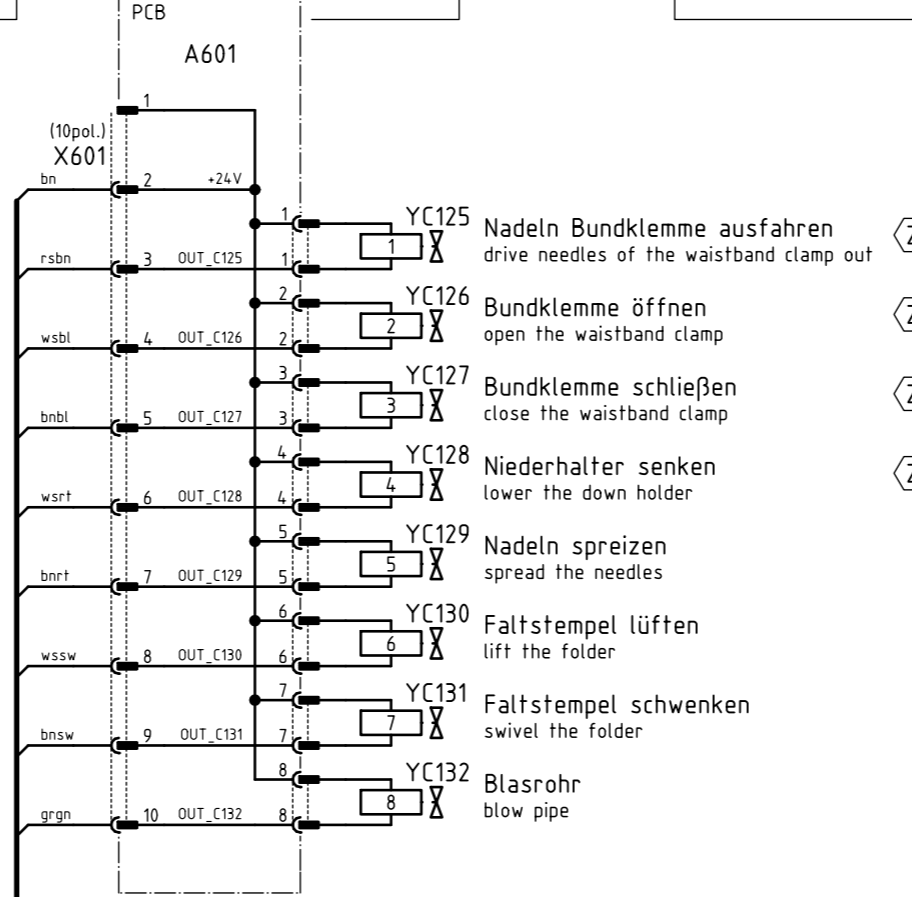 PCB
A601
1
(10pol.)
X601
bn 2 +24V
1 YC125 Nadeln Bundklemme ausfahren
1 drive needles of the waistband clamp out
rsbn 3 OUT_C125 1
2 YC126 Bundklemme öffnen
2 open the waistband clamp
wsbl 4 OUT_C126 2
3 YC127 Bundklemme schließen
3 close the waistband clamp
bnbl 5 OUT_C127 3
4 YC128 Niederhalter senken
4 lower the down holder
wsrt 6 OUT_C128 4
5 YC129 Nadeln spreizen
5 spread the needles
bnrt 7 OUT_C129 5
6 YC130 Faltstempel lüften
6 lift the folder
wssw 8 OUT_C130 6
7 YC131 Faltstempel schwenken
7 swivel the folder
bnsw 9 OUT_C131 7
8 YC132 Blasrohr
8 blow pipe
grgn 10 OUT_C132 8